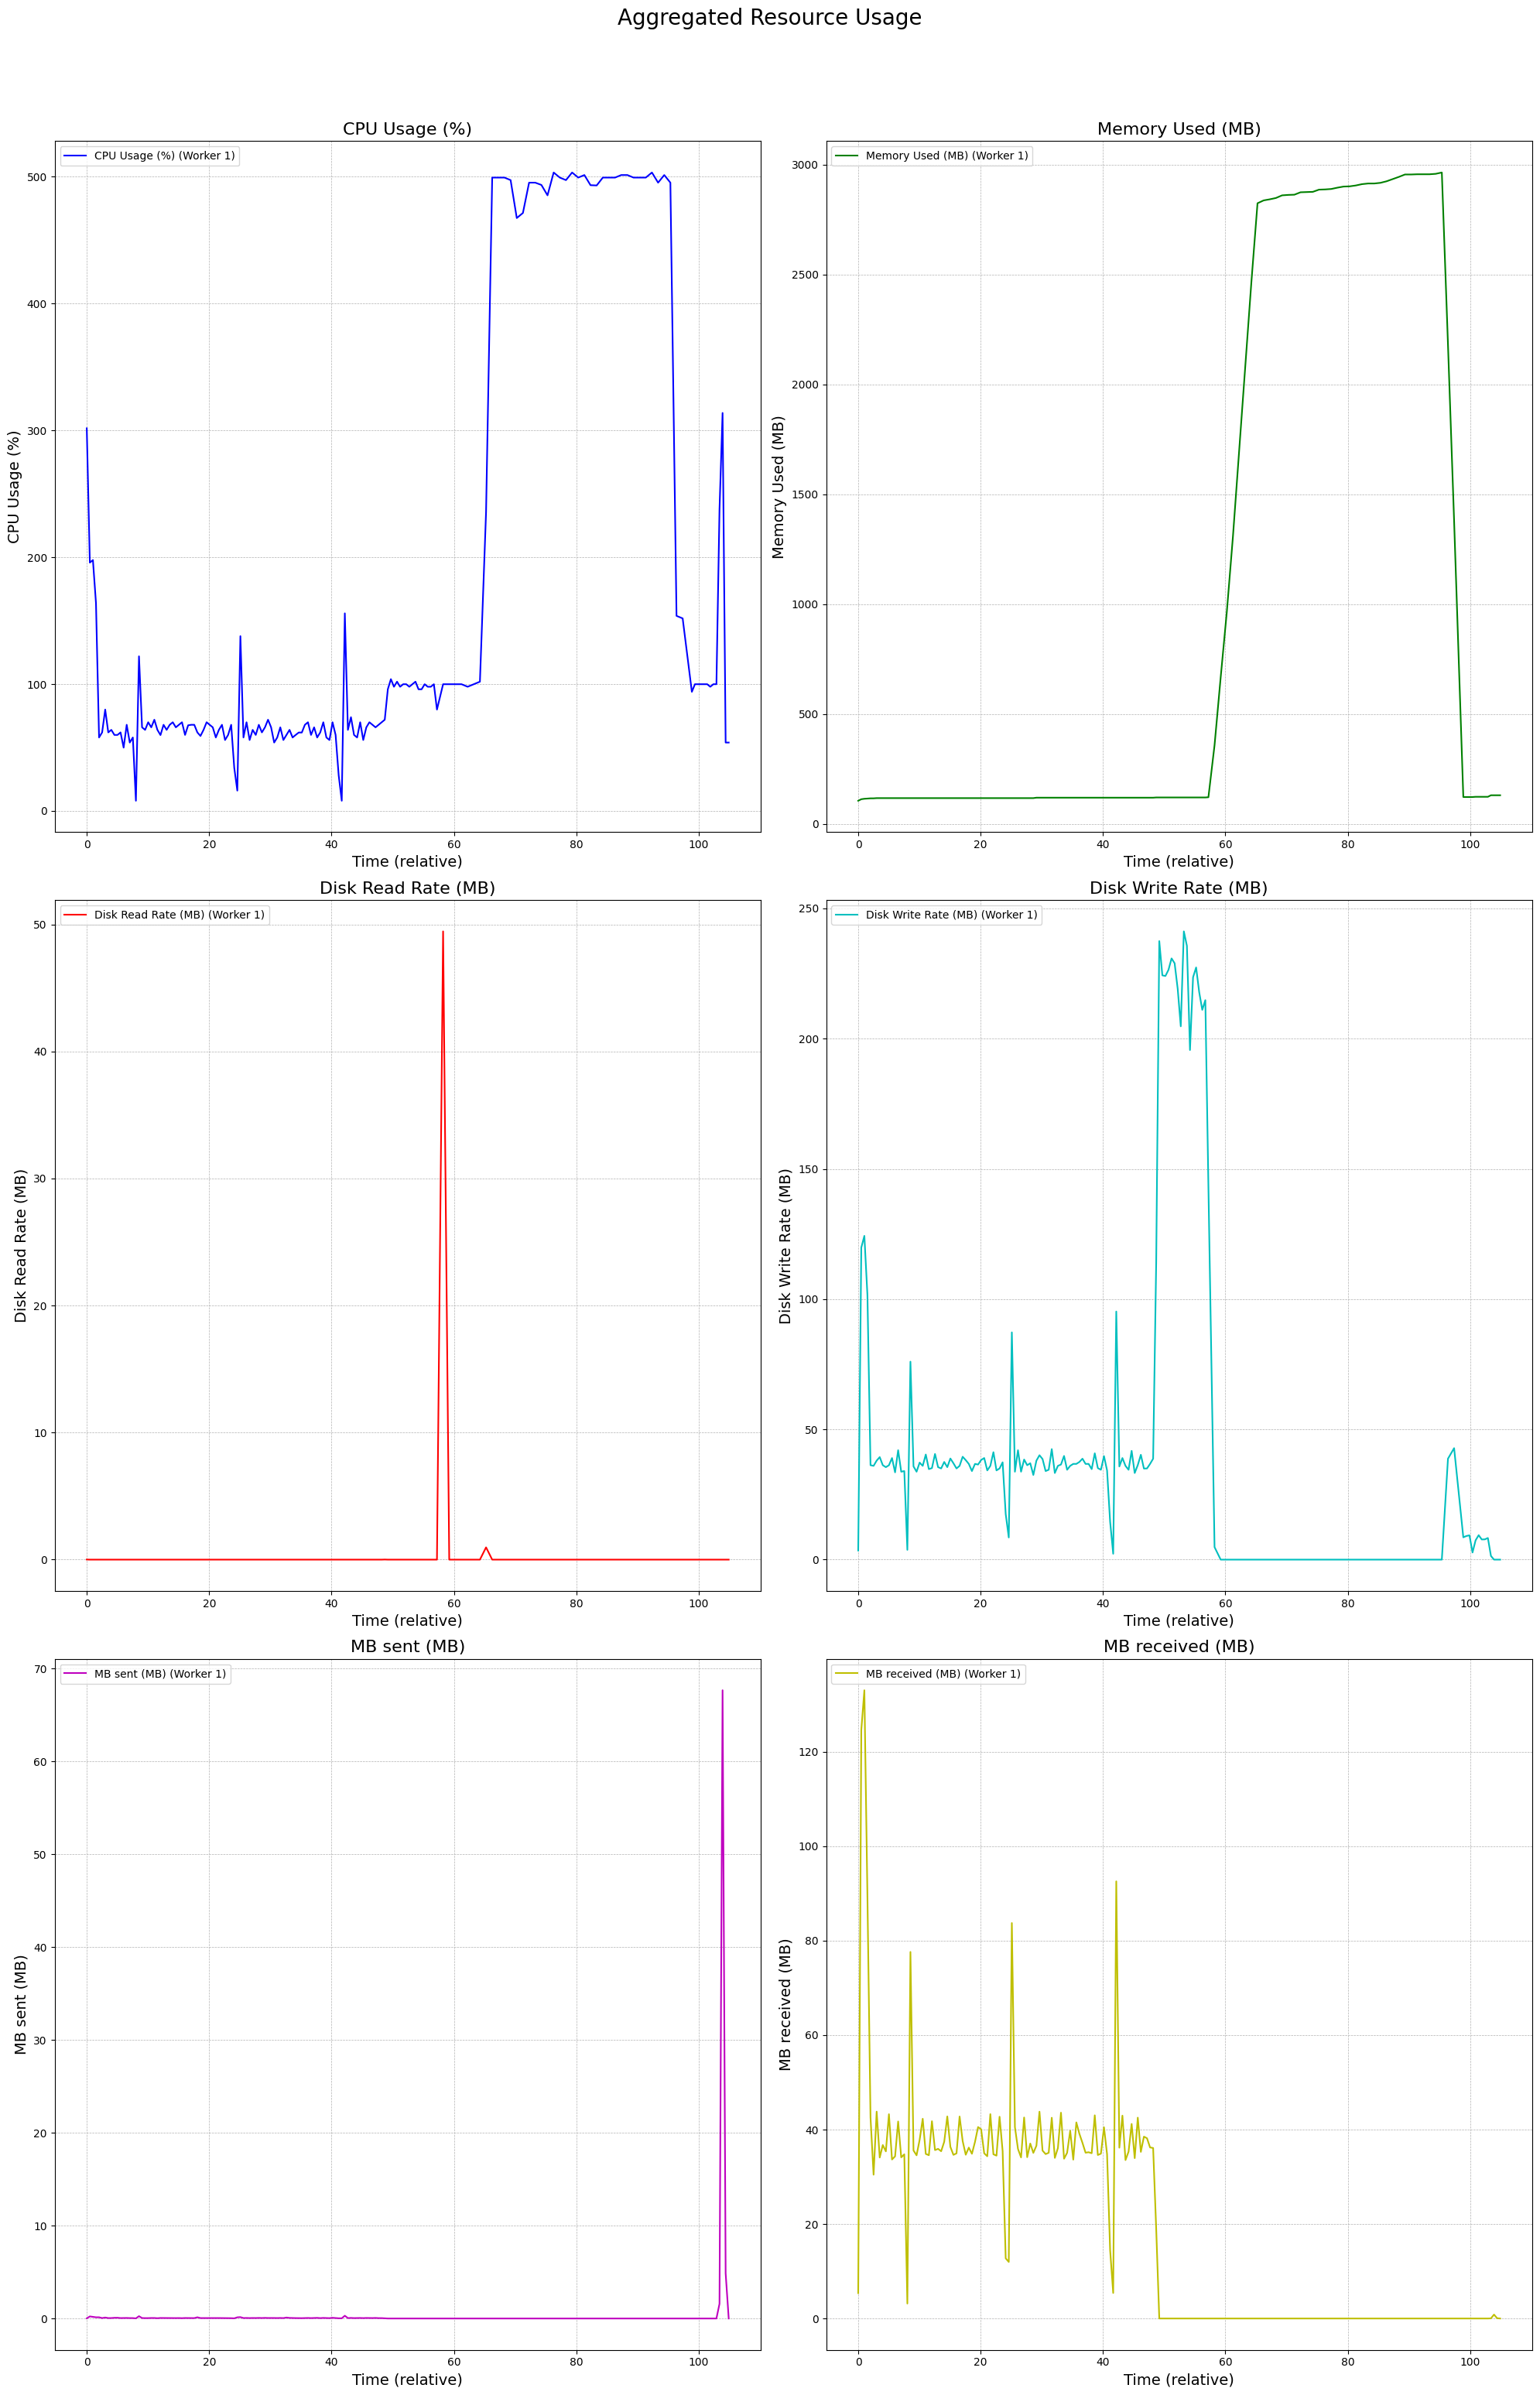 Aggregated Resource Usage
CPU Usage (%)
CPU Usage (%) (Worker 1)
CPU Usage (%)
500
400
300
200
100
0
0 20 40 60 80 100
Time (relative)
Memory Used (MB)
Memory Used (MB) (Worker 1)
Memory Used (MB)
3000
2500
2000
1500
1000
500
0
0 20 40 60 80 100
Time (relative)
Disk Read Rate (MB)
Disk Read Rate (MB) (Worker 1)
Disk Read Rate (MB)
50
40
30
20
10
0
0 20 40 60 80 100
Time (relative)
Disk Write Rate (MB)
Disk Write Rate (MB) (Worker 1)
Disk Write Rate (MB)
250
200
150
100
50
0
0 20 40 60 80 100
Time (relative)
MB sent (MB)
MB sent (MB) (Worker 1)
MB sent (MB)
70
60
50
40
30
20
10
0
0 20 40 60 80 100
Time (relative)
MB received (MB)
MB received (MB) (Worker 1)
MB received (MB)
120
100
80
60
40
20
0
0 20 40 60 80 100
Time (relative)